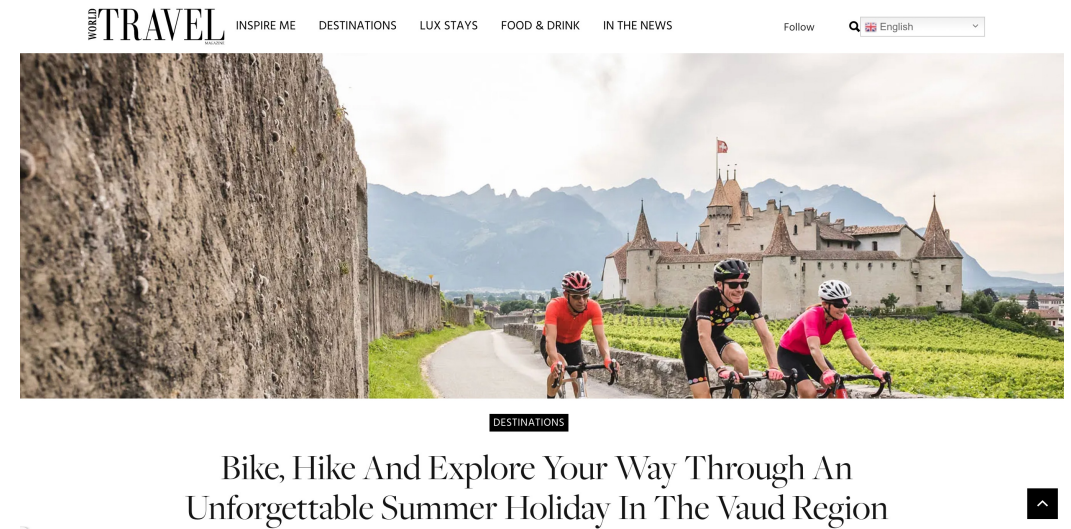 WORLD
TRAVEL
MAGAZINE
INSPIRE ME
DESTINATIONS
LUX STAYS
FOOD & DRINK
IN THE NEWS
Follow
English
DESTINATIONS
Bike, Hike And Explore Your Way Through An
Unforgettable Summer Holiday In The Vaud Region